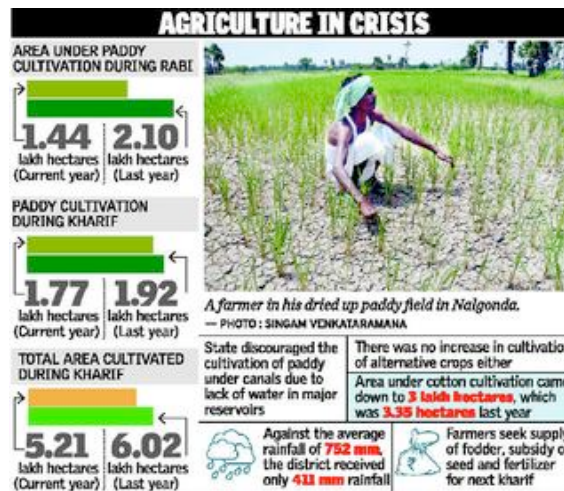 AGRICULTURE IN CRISIS
AREA UNDER PADDY
CULTIVATION DURING RABI
1.44 2.10
lakh hectares lakh hectares
(Current year) (Last year)
PADDY CULTIVATION
DURING KHARIF
1.77 1.92
lakh hectares lakh hectares
(Current year) (Last year)
TOTAL AREA CULTIVATED
DURING KHARIF
5.21 6.02
lakh hectares lakh hectares
(Current year) (Last year)
A farmer in his dried up paddy field in Nalgonda.
— PHOTO : SINGAM VENKATARAMANA
State discouraged the
cultivation of paddy
under canals due to
lack of water in major
reservoirs
There was no increase in cultivation
of alternative crops either
Area under cotton cultivation came
down to 3 lakh hectares, which
was 3.35 hectares last year
Against the average
rainfall of 752 mm,
the district received
only 411 mm rainfall
₹
Farmers seek supply
of fodder, subsidy o
seed and fertilizer
for next kharif